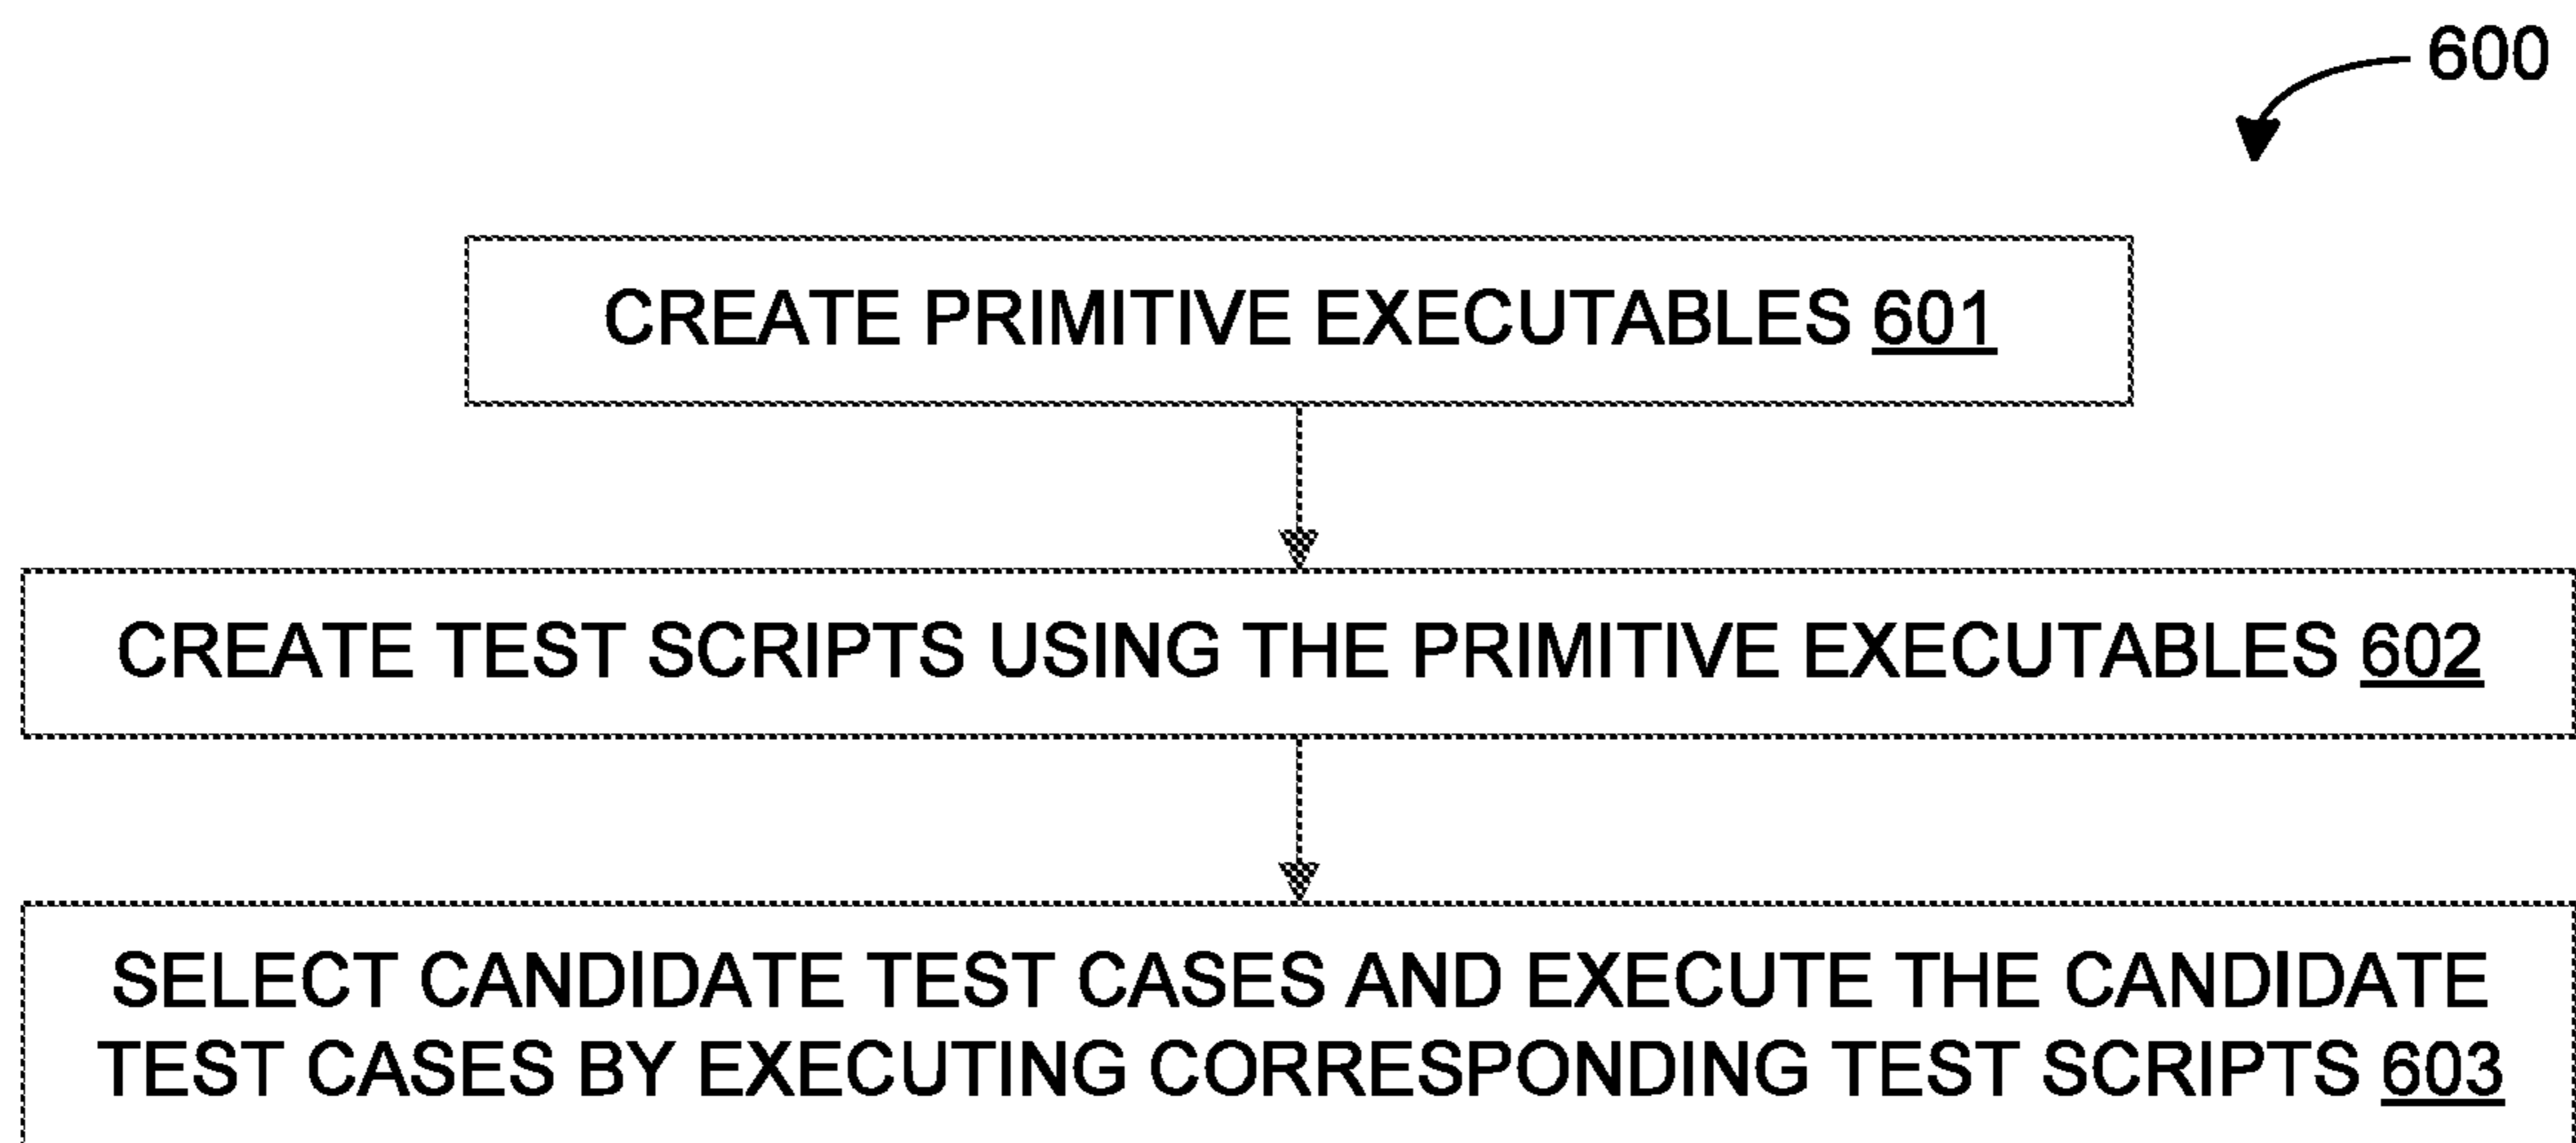 600
CREATE PRIMITIVE EXECUTABLES 601
CREATE TEST SCRIPTS USING THE PRIMITIVE EXECUTABLES 602
SELECT CANDIDATE TEST CASES AND EXECUTE THE CANDIDATE
TEST CASES BY EXECUTING CORRESPONDING TEST SCRIPTS 603